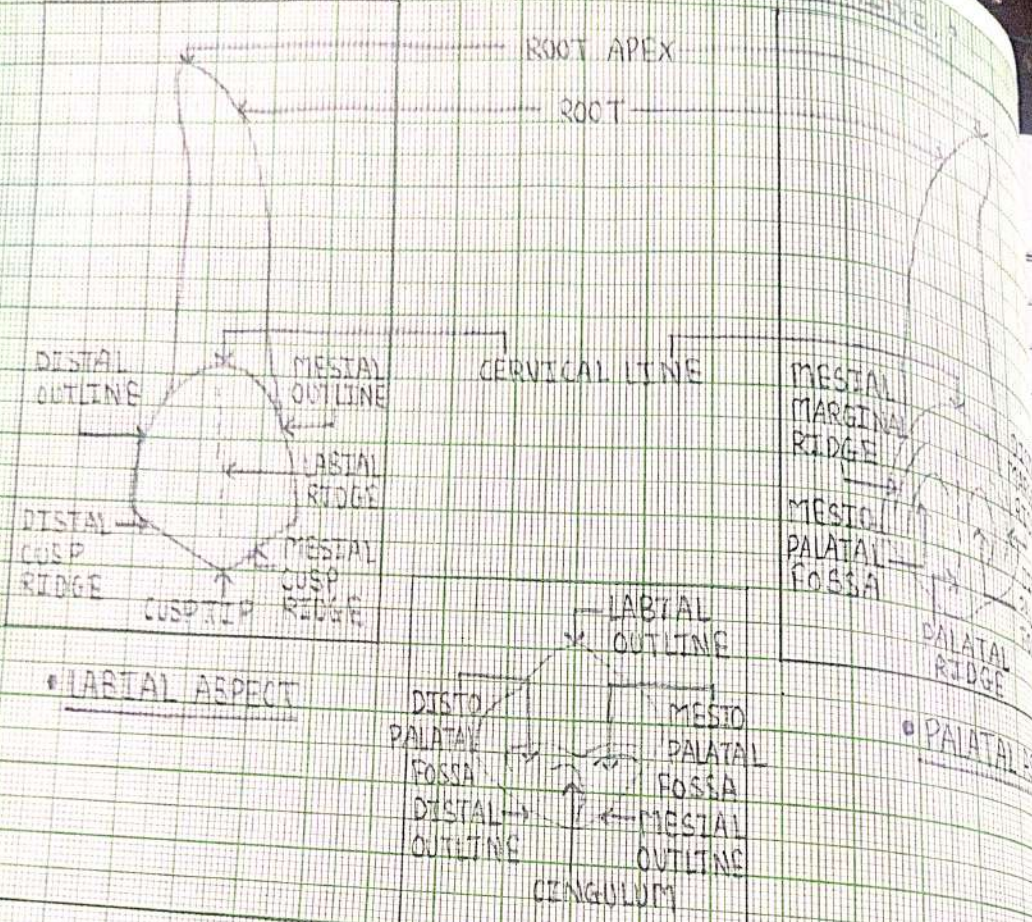 ROOT APEX
ROOT
DISTAL
OUTLINE
MESIAL
OUTLINE
CERVICAL LINE
LABIAL
RIDGE
DISTAL
CUSP
RIDGE
MESIAL
CUSP
RIDGE
CUSP TIP
• LABIAL ASPECT
MESIAL
MARGINAL
RIDGE
MESIO
PALATAL
FOSSA
PALATAL
RIDGE
• PALATAL
LABIAL
OUTLINE
DISTO
PALATAL
FOSSA
MESIO
PALATAL
FOSSA
DISTAL
OUTLINE
MESIAL
OUTLINE
CINGULUM